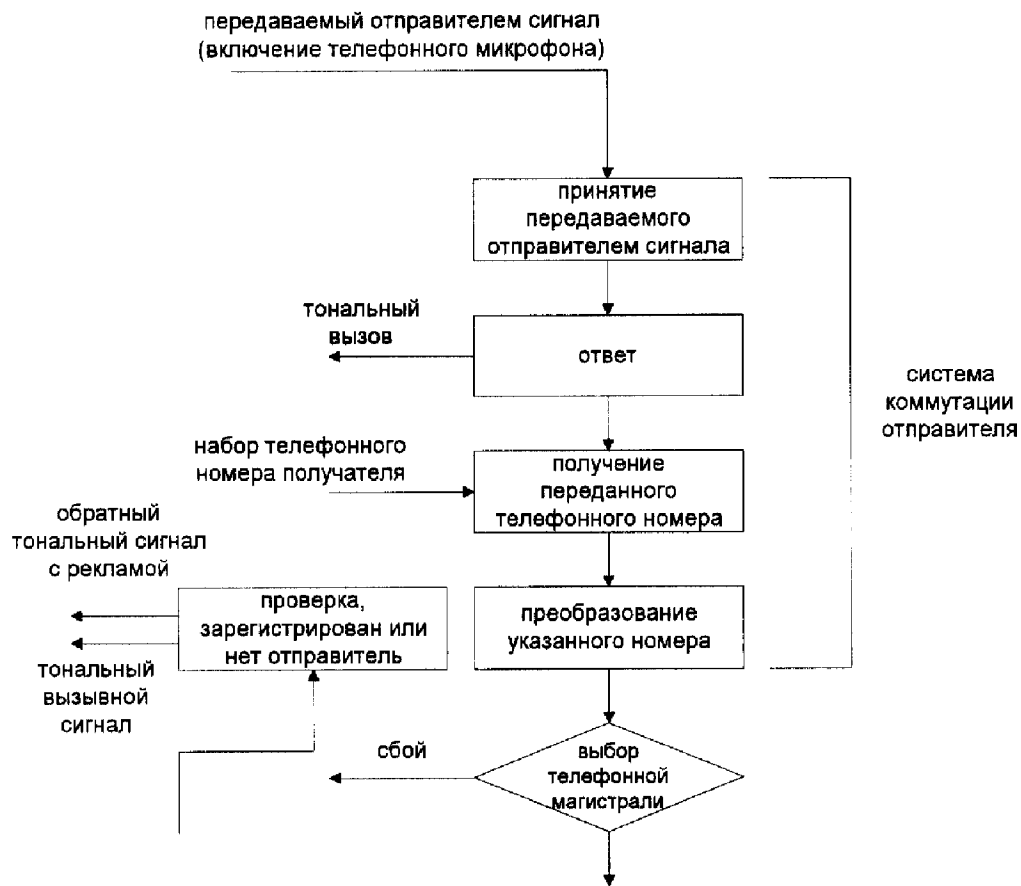 передаваемый отправителем сигнал
(включение телефонного микрофона)
принятие
передаваемого
отправителем сигнала
тональный
вызов
ответ
система
коммутации
отправителя
набор телефонного
номера получателя
получение
переданного
телефонного номера
обратный
тональный сигнал
с рекламой
проверка,
зарегистрирован или
нет отправитель
преобразование
указанного номера
тональный
вызывной
сигнал
сбой
выбор
телефонной
магистрали